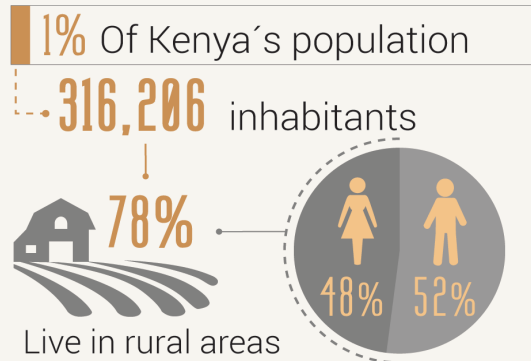 1% Of Kenya´s population
316,206 inhabitants
78%
48% 52%
Live in rural areas